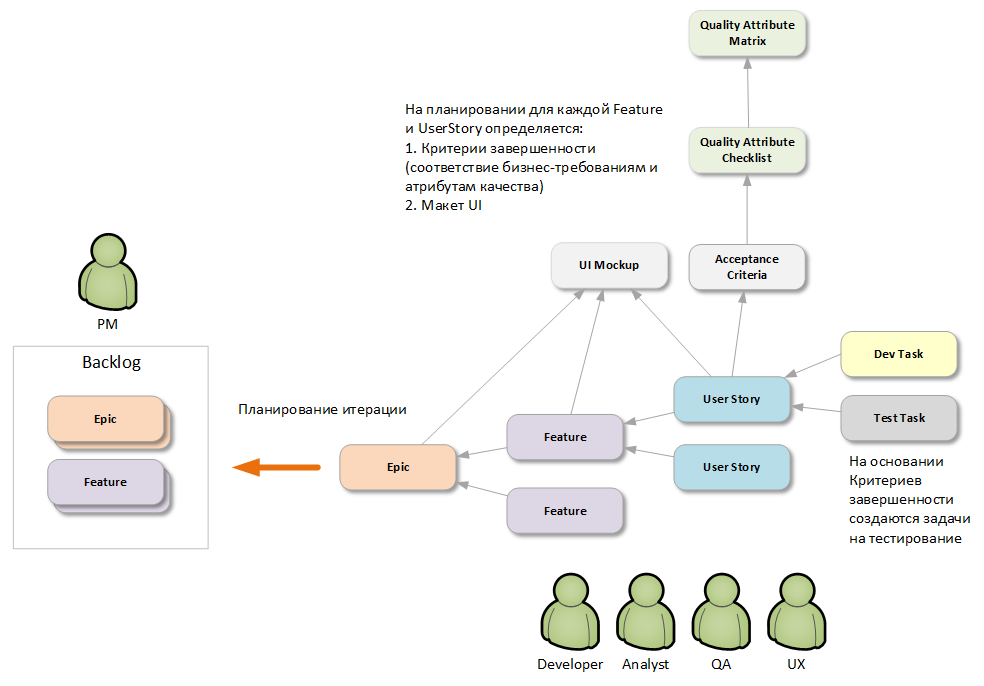 Quality Attribute
Matrix
На планировании для каждой Feature
и UserStory определяется:
1. Критерии завершенности
(соответствие бизнес-требованиям и
атрибутам качества)
2. Макет UI
Quality Attribute
Checklist
UI Mockup
Acceptance
Criteria
PM
Backlog
Epic
Feature
Планирование итерации
Epic
Feature
Feature
User Story
User Story
Dev Task
Test Task
На основании
Критериев
завершенности
создаются задачи
на тестирование
Developer
Analyst
QA
UX